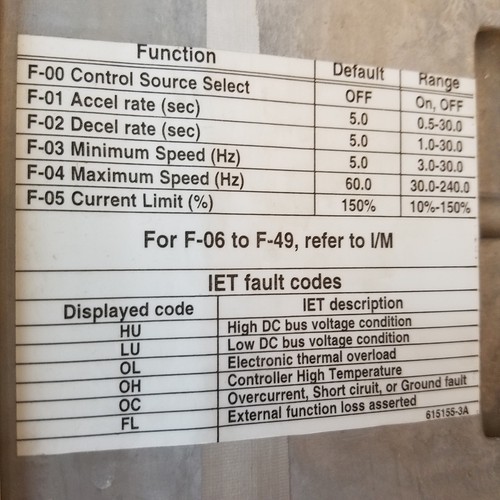 Function Default Range
F-00 Control Source Select OFF On, OFF
F-01 Accel rate (sec) 5.0 0.5-30.0
F-02 Decel rate (sec) 5.0 1.0-30.0
F-03 Minimum Speed (Hz) 5.0 3.0-30.0
F-04 Maximum Speed (Hz) 60.0 30.0-240.0
F-05 Current Limit (%) 150% 10%-150%
For F-06 to F-49, refer to I/M
IET fault codes
Displayed code IET description
HU High DC bus voltage condition
LU Low DC bus voltage condition
OL Electronic thermal overload
OH Controller High Temperature
OC Overcurrent, Short ciruit, or Ground fault
FL External function loss asserted
615155-3A